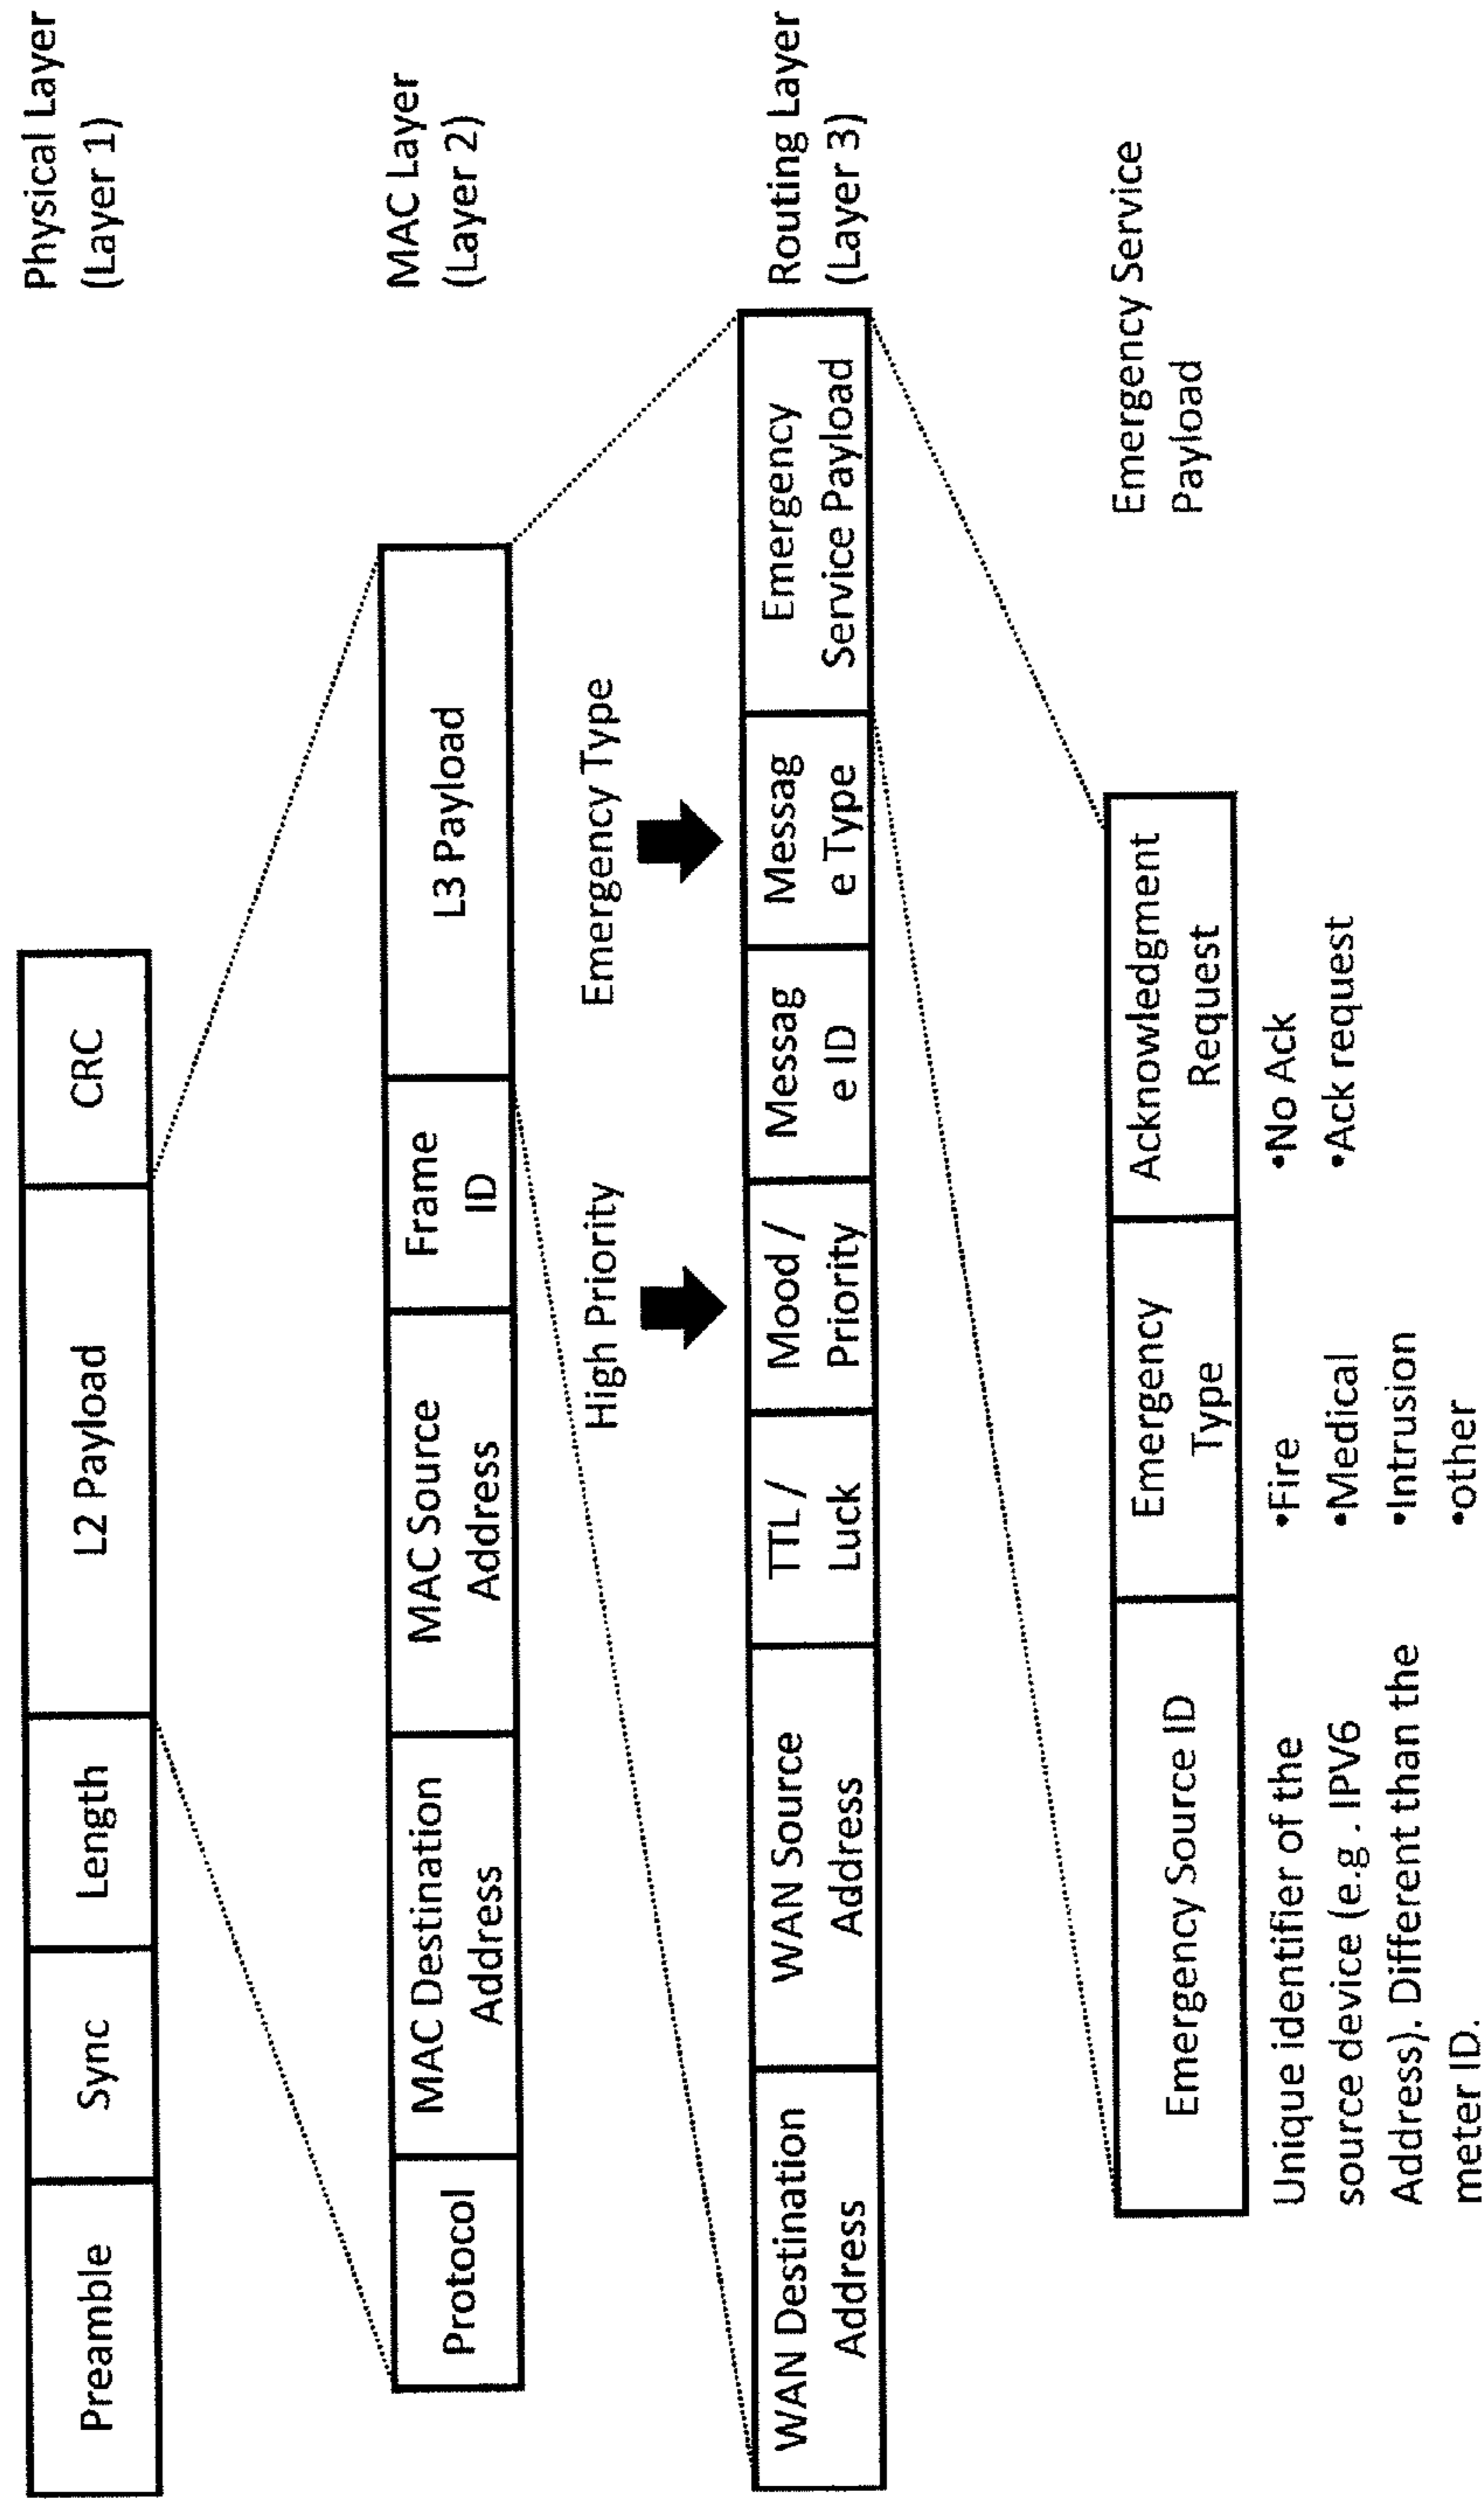 Preamble
Sync
Length
L2 Payload
CRC
Physical Layer
(Layer 1)
Protocol
MAC Destination
Address
MAC Source
Address
Frame
ID
L3 Payload
MAC Layer
(Layer 2)
High Priority
Emergency Type
WAN Destination
Address
WAN Source
Address
TTL /
Luck
Mood /
Priority
Messag
e ID
Messag
e Type
Emergency
Service Payload
Routing Layer
(Layer 3)
Emergency Source ID
Emergency
Type
Acknowledgment
Request
Emergency Service
Payload
Unique identifier of the
source device (e.g . IPV6
Address). Different than the
meter ID.
•Fire
•Medical
•Intrusion
•other
•No Ack
•Ack request